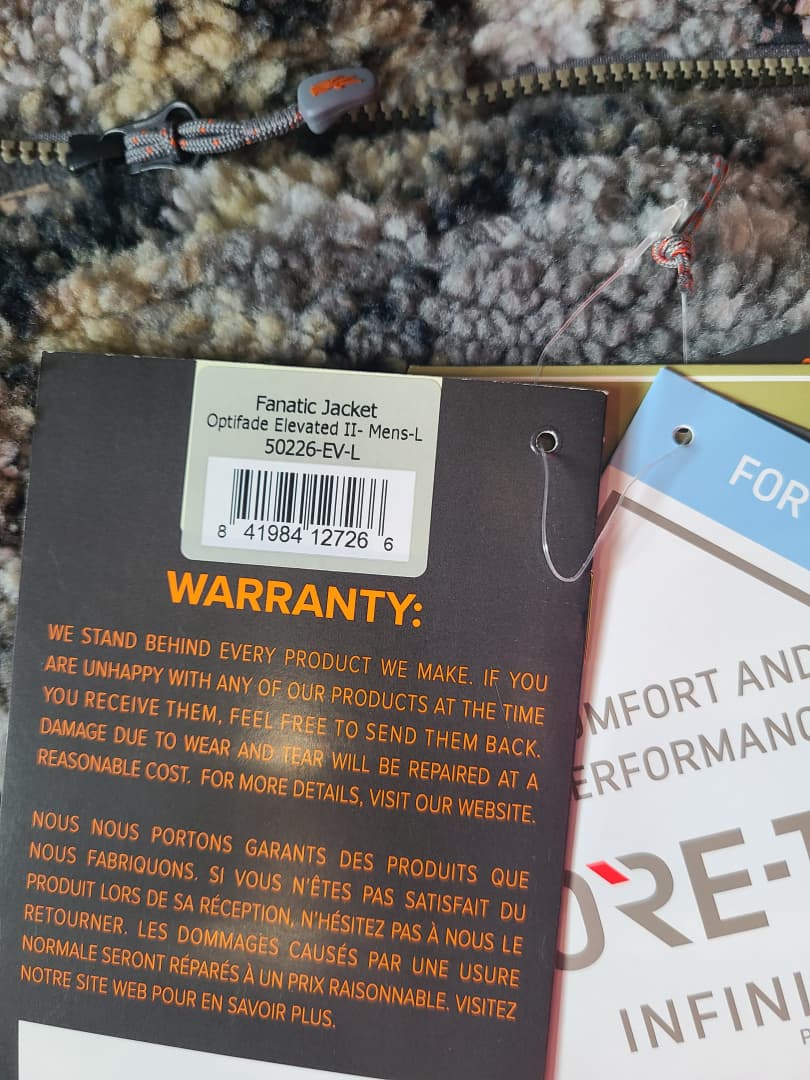 Fanatic Jacket
Optifade Elevated II- Mens-L
50226-EV-L
8 41984 12726 6
WARRANTY:
WE STAND BEHIND EVERY PRODUCT WE MAKE. IF YOU
ARE UNHAPPY WITH ANY OF OUR PRODUCTS AT THE TIME
YOU RECEIVE THEM, FEEL FREE TO SEND THEM BACK.
DAMAGE DUE TO WEAR AND TEAR WILL BE REPAIRED AT A
REASONABLE COST. FOR MORE DETAILS, VISIT OUR WEBSITE.
NOUS NOUS PORTONS GARANTS DES PRODUITS QUE
NOUS FABRIQUONS. SI VOUS N'ÊTES PAS SATISFAIT DU
PRODUIT LORS DE SA RÉCEPTION, N'HÉSITEZ PAS À NOUS LE
RETOURNER. LES DOMMAGES CAUSÉS PAR UNE USURE
NORMALE SERONT RÉPARÉS À UN PRIX RAISONNABLE. VISITEZ
NOTRE SITE WEB POUR EN SAVOIR PLUS.
FOR
OMFORT AND
ERFORMANC
ORE-T
INFINI
P